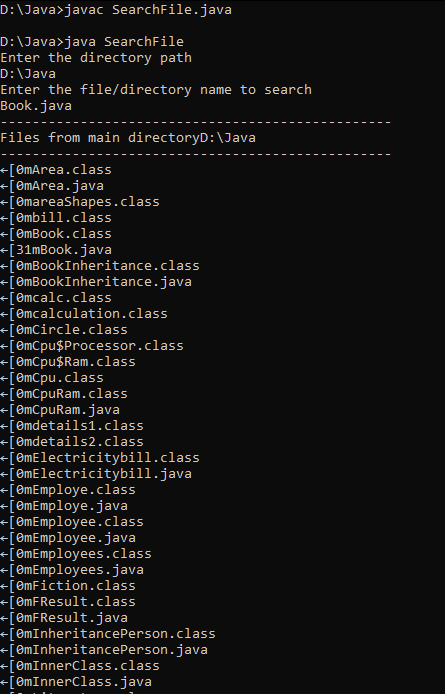 D:\Java>javac SearchFile.java
D:\Java>java SearchFile
Enter the directory path
D:\Java
Enter the file/directory name to search
Book.java
-------------------------------------------------
Files from main directoryD:\Java
-------------------------------------------------
←[0mArea.class
←[0mArea.java
←[0mareaShapes.class
←[0mbill.class
←[0mBook.class
←[31mBook.java
←[0mBookInheritance.class
←[0mBookInheritance.java
←[0mcalc.class
←[0mcalculation.class
←[0mCircle.class
←[0mCpu$Processor.class
←[0mCpu$Ram.class
←[0mCpu.class
←[0mCpuRam.class
←[0mCpuRam.java
←[0mdetails1.class
←[0mdetails2.class
←[0mElectricitybill.class
←[0mElectricitybill.java
←[0mEmploye.class
←[0mEmploye.java
←[0mEmployee.class
←[0mEmployee.java
←[0mEmployees.class
←[0mEmployees.java
←[0mFiction.class
←[0mFResult.class
←[0mFResult.java
←[0mInheritancePerson.class
←[0mInheritancePerson.java
←[0mInnerClass.class
←[0mInnerClass.java